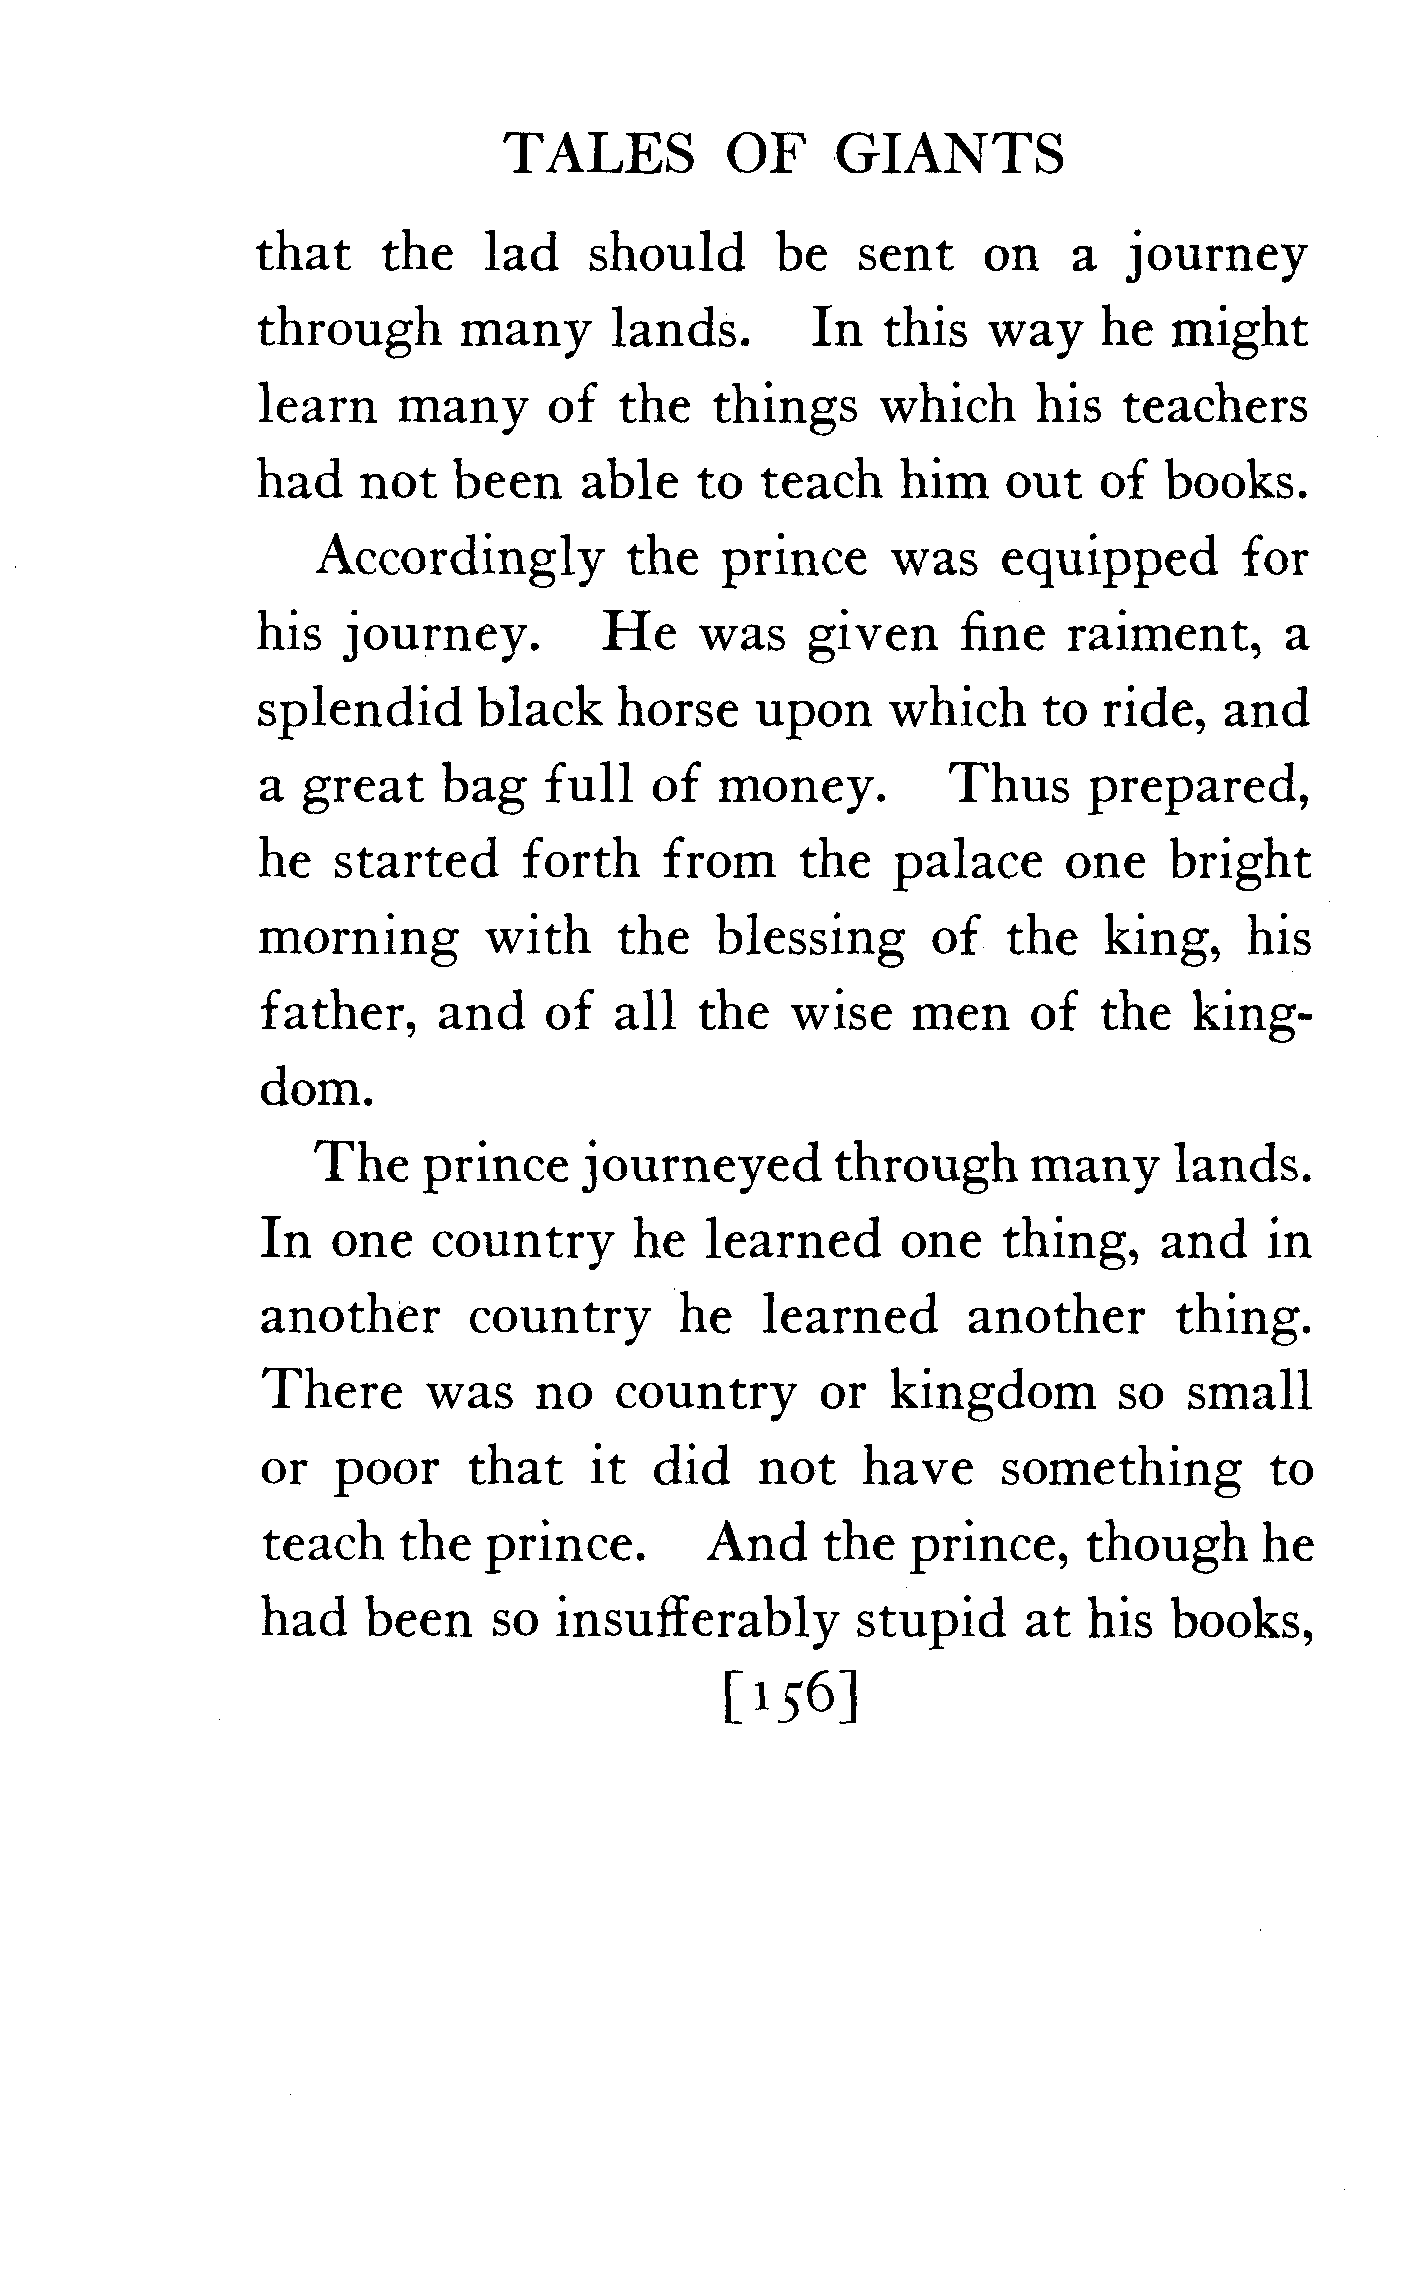 TALES OF GIANTS
that the lad should be sent on a journey
through many lands. In this way he might
learn many of the things which his teachers
had not been able to teach him out of books.
Accordingly the prince was equipped for
his journey. He was given fine raiment, a
splendid black horse upon which to ride, and
a great bag full of money. Thus prepared,
he started forth from the palace one bright
morning with the blessing of the king, his
father, and of all the wise men of the king-
dom.
The prince journeyed through many lands.
In one country he learned one thing, and in
another country he learned another thing.
There was no country or kingdom so small
or poor that it did not have something to
teach the prince. And the prince, though he
had been so insufferably stupid at his books,
[156]